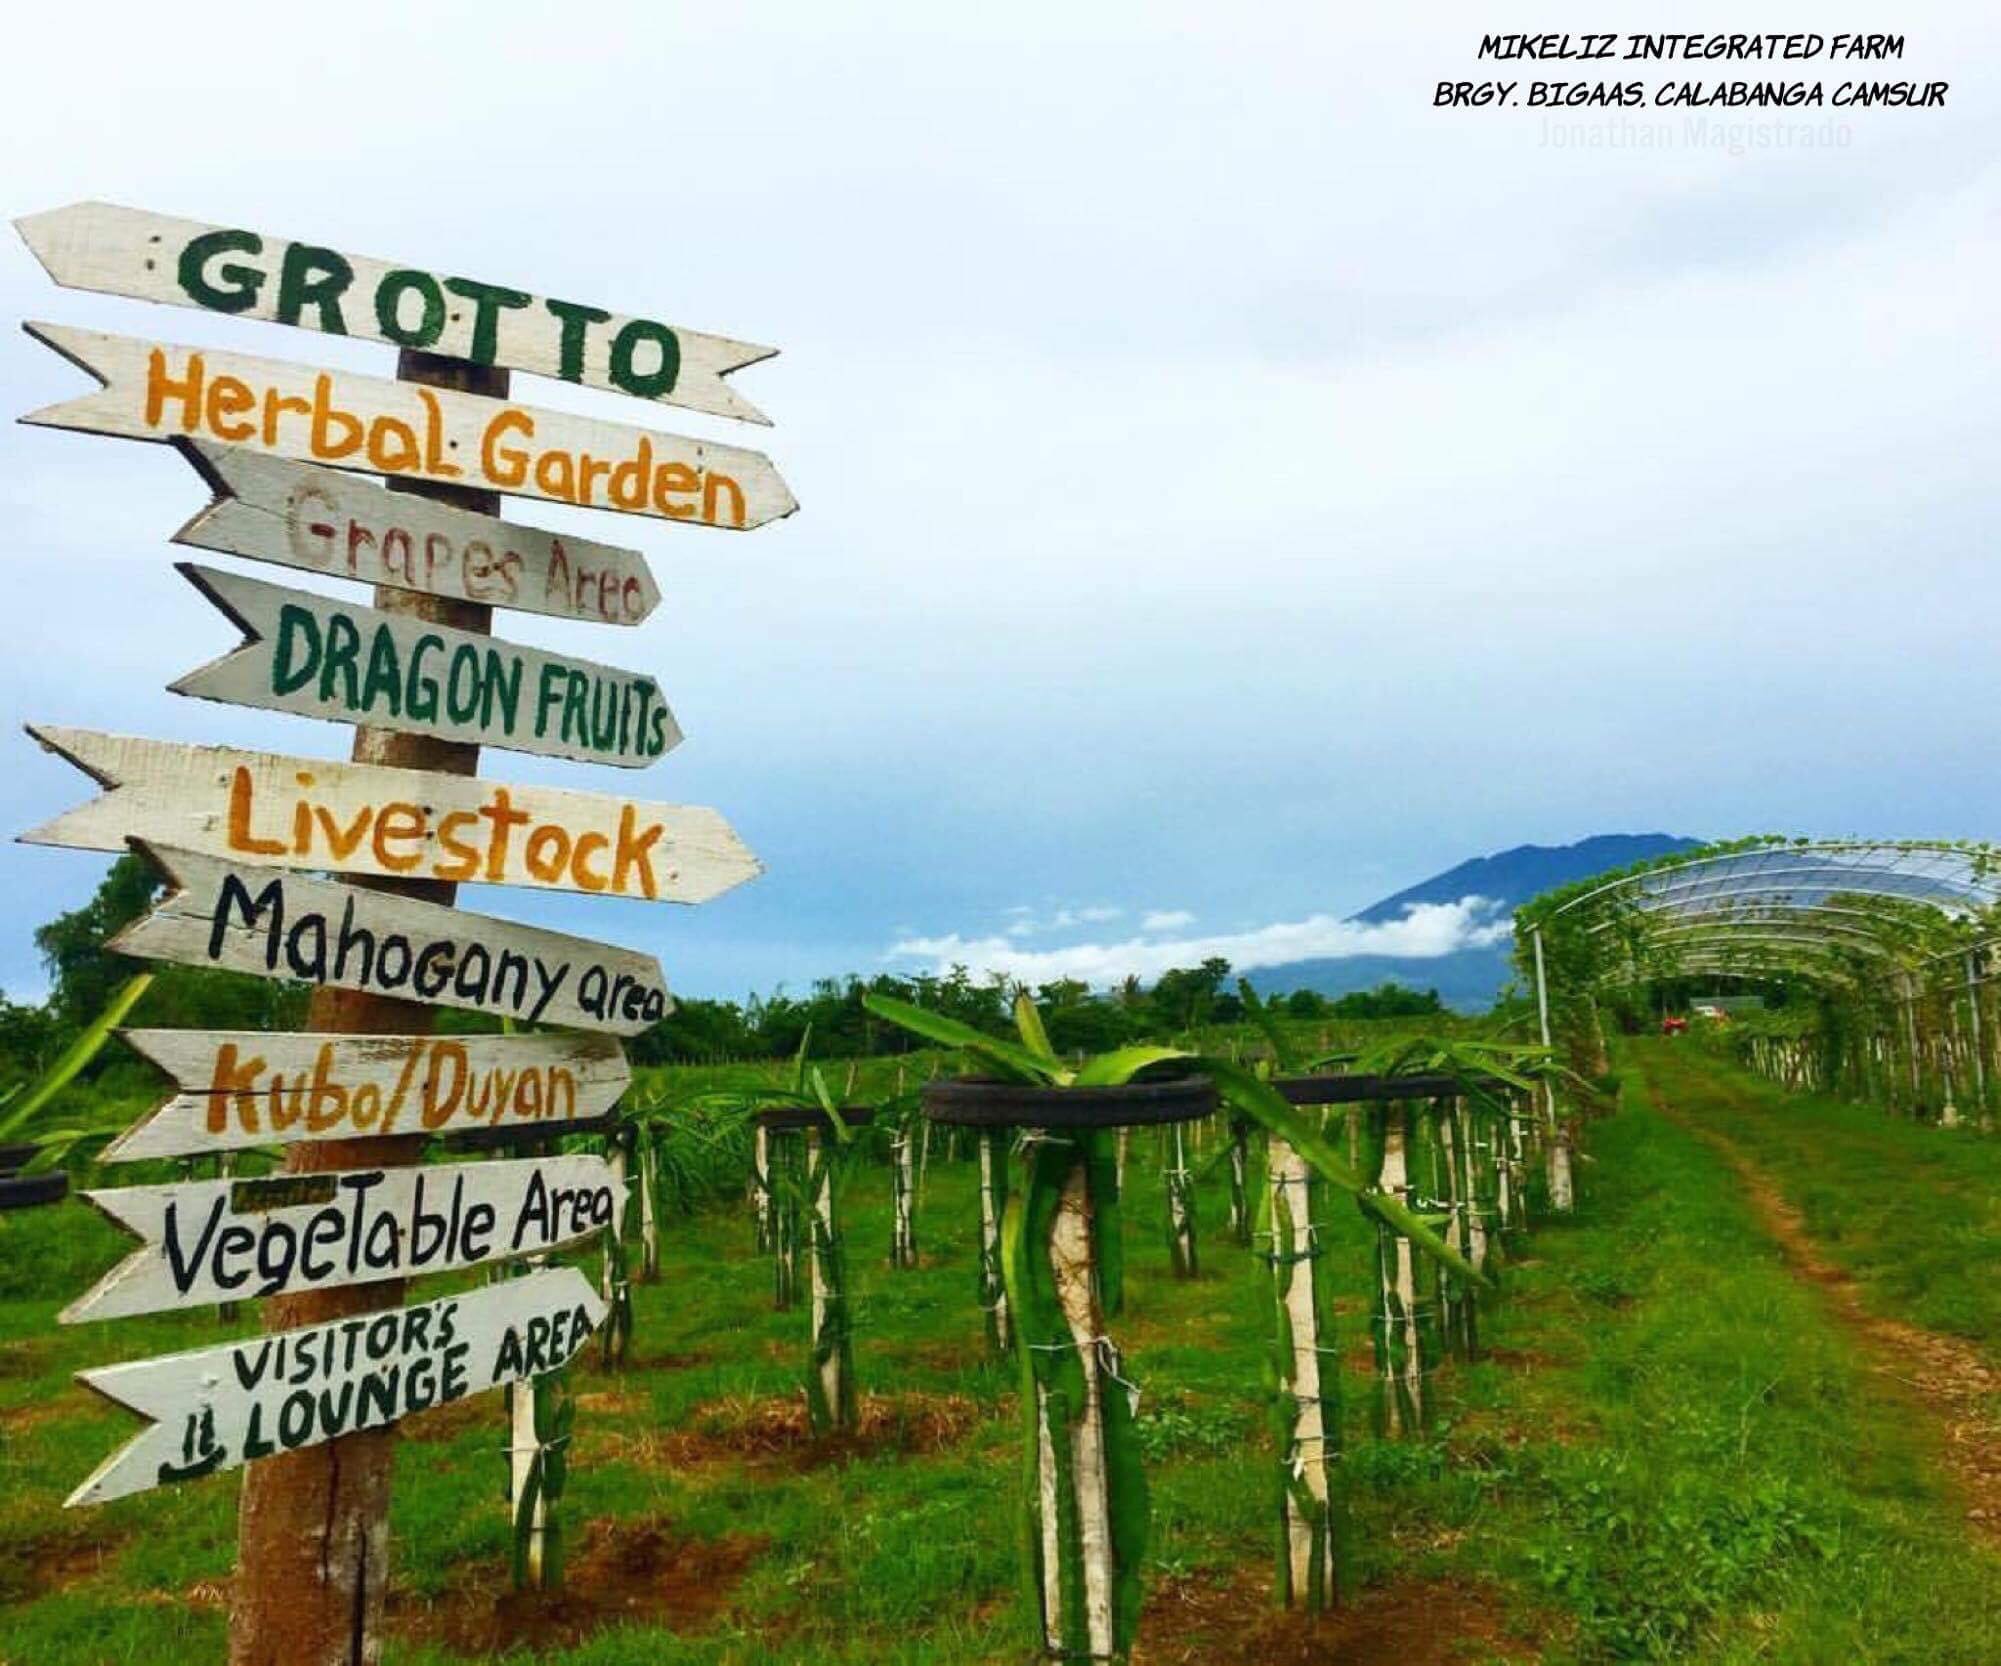 MIKELIZ INTEGRATED FARM
BRGY. BIGAAS, CALABANGA CAMSUR
Jonathan Magistrado
GROTTO
Herbal Garden
Grapes Area
DRAGON FRUITs
Livestock
Mahogany area
Kubo/Duyan
VegeTable Area
VISITOR'S
LOUNGE AREA